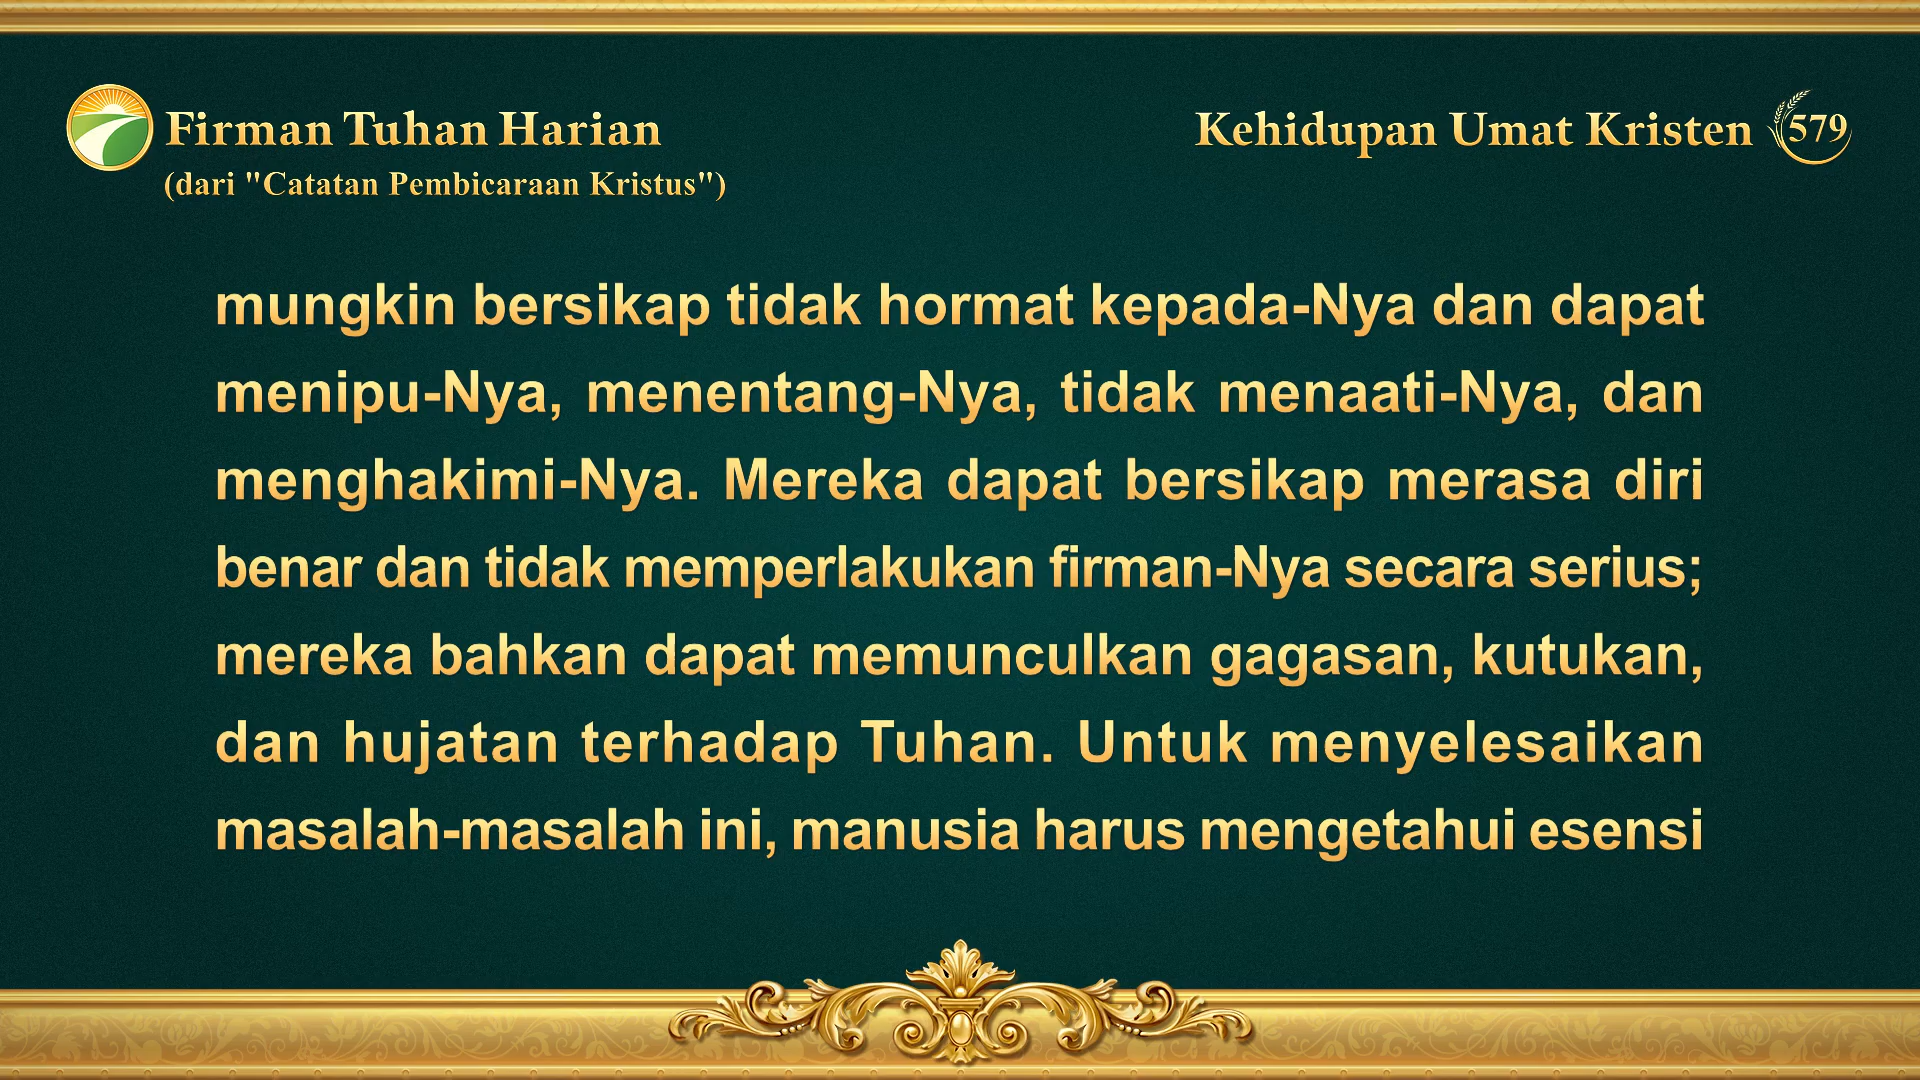 Firman Tuhan Harian
(dari "Catatan Pembicaraan Kristus")
Kehidupan Umat Kristen 579
mungkin bersikap tidak hormat kepada-Nya dan dapat
menipu-Nya, menentang-Nya, tidak menaati-Nya, dan
menghakimi-Nya. Mereka dapat bersikap merasa diri
benar dan tidak memperlakukan firman-Nya secara serius;
mereka bahkan dapat memunculkan gagasan, kutukan,
dan hujatan terhadap Tuhan. Untuk menyelesaikan
masalah-masalah ini, manusia harus mengetahui esensi